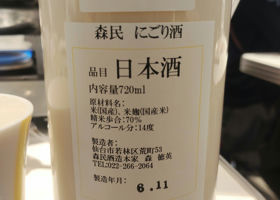 森民 にごり酒
品目 日本酒
内容量720ml
原材料名:
米(国産)、米麹(国産米)
精米歩合:70%
アルコール分:14度
製造者:
仙台市若林区荒町53
森民酒造本家 森 徳英
TEL:022-266-2064
製造年月: 6.11